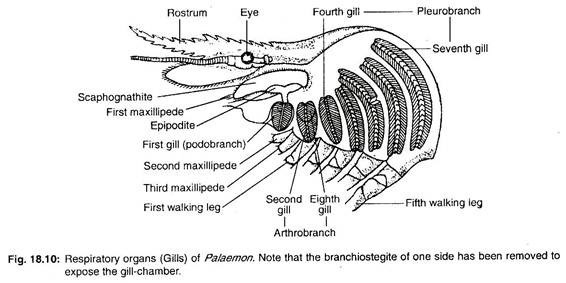 Rostrum
Eye
Fourth gill
Pleurobranch
Seventh gill
Scaphognathite
First maxillipede
Epipodite
First gill (podobranch)
Second maxillipede
Third maxillipede
First walking leg
Second gill
Eighth gill
Arthrobranch
Fifth walking leg
Fig. 18.10: Respiratory organs (Gills) of Palaemon. Note that the branchiostegite of one side has been removed to
expose the gill-chamber.